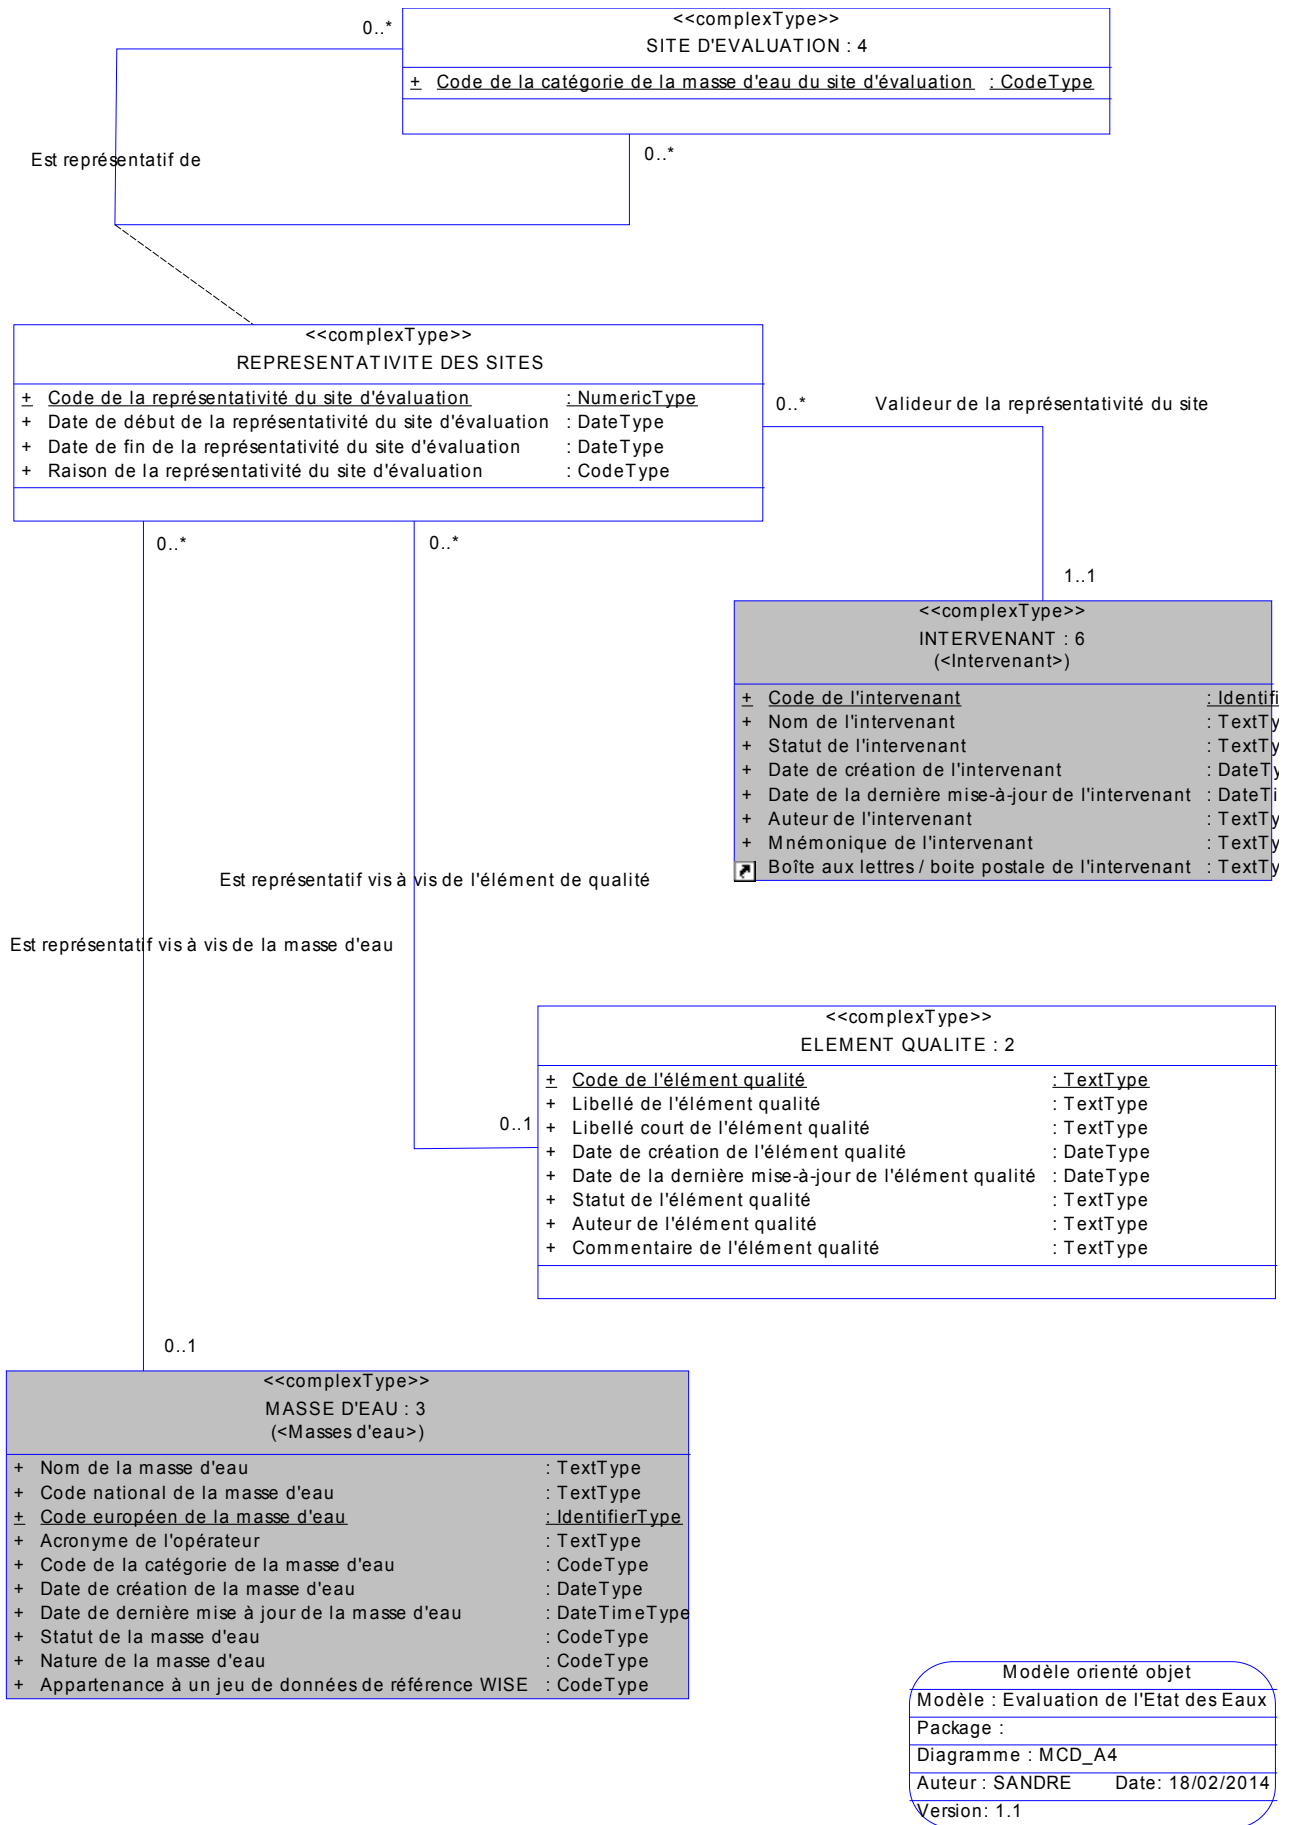 0..*
<<complexType>>
SITE D'EVALUATION : 4
+ Code de la catégorie de la masse d'eau du site d'évaluation : CodeType
0..*
Est représentatif de
<<complexType>>
REPRESENTATIVITE DES SITES
+ Code de la représentativité du site d'évaluation : NumericType
+ Date de début de la représentativité du site d'évaluation : DateType
+ Date de fin de la représentativité du site d'évaluation : DateType
+ Raison de la représentativité du site d'évaluation : CodeType
0..* Valideur de la représentativité du site
0..*
0..*
1..1
<<complexType>>
INTERVENANT : 6
(<Intervenant>)
+ Code de l'intervenant : Identifi
+ Nom de l'intervenant : TextTy
+ Statut de l'intervenant : TextTy
+ Date de création de l'intervenant : DateTy
+ Date de la dernière mise-à-jour de l'intervenant : DateTi
+ Auteur de l'intervenant : TextTy
+ Mnémonique de l'intervenant : TextTy
Boîte aux lettres / boite postale de l'intervenant : TextTy
Est représentatif vis à vis de l'élément de qualité
Est représentatif vis à vis de la masse d'eau
<<complexType>>
ELEMENT QUALITE : 2
+ Code de l'élément qualité : TextType
+ Libellé de l'élément qualité : TextType
+ Libellé court de l'élément qualité : TextType
+ Date de création de l'élément qualité : DateType
+ Date de la dernière mise-à-jour de l'élément qualité : DateType
+ Statut de l'élément qualité : TextType
+ Auteur de l'élément qualité : TextType
+ Commentaire de l'élément qualité : TextType
0..1
0..1
<<complexType>>
MASSE D'EAU : 3
(<Masses d'eau>)
+ Nom de la masse d'eau : TextType
+ Code national de la masse d'eau : TextType
+ Code européen de la masse d'eau : IdentifierType
+ Acronyme de l'opérateur : TextType
+ Code de la catégorie de la masse d'eau : CodeType
+ Date de création de la masse d'eau : DateType
+ Date de dernière mise à jour de la masse d'eau : DateTimeType
+ Statut de la masse d'eau : CodeType
+ Nature de la masse d'eau : CodeType
+ Appartenance à un jeu de données de référence WISE : CodeType
Modèle orienté objet
Modèle : Evaluation de l'Etat des Eaux
Package :
Diagramme : MCD_A4
Auteur : SANDRE Date: 18/02/2014
Version: 1.1